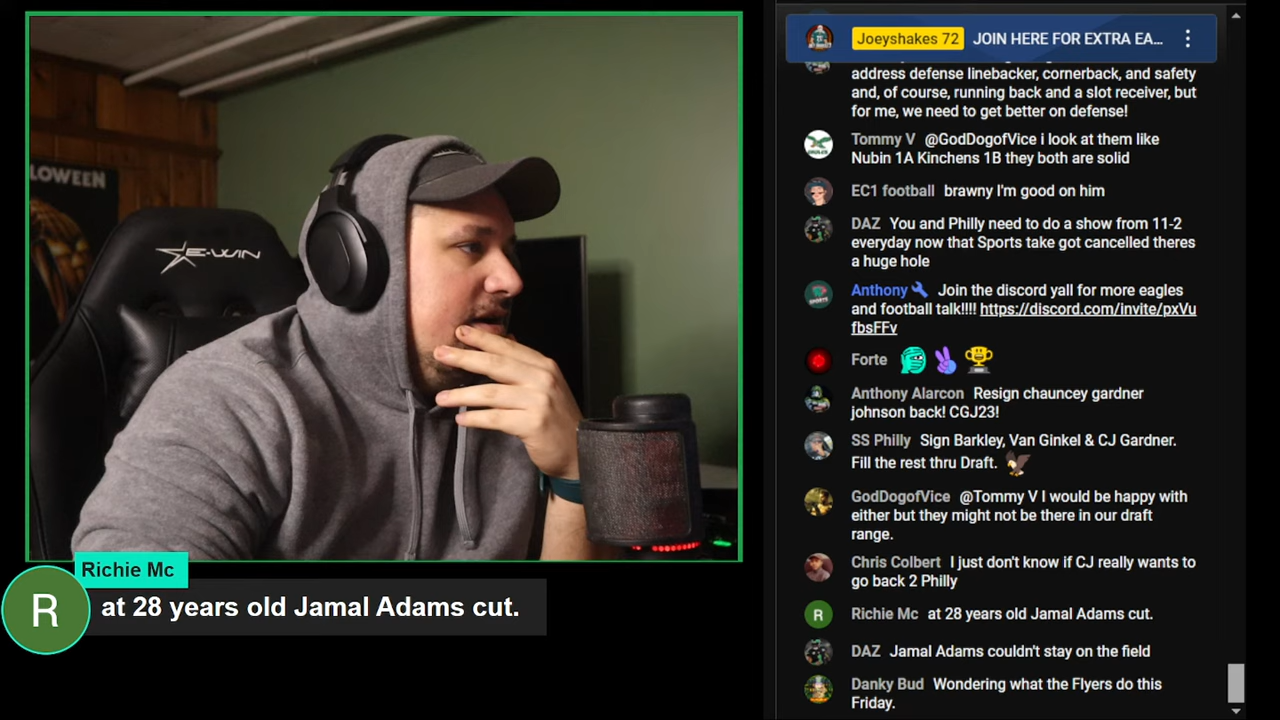 LOWEEN
E-WIN
Richie Mc
R
at 28 years old Jamal Adams cut.
Joeyshakes 72 JOIN HERE FOR EXTRA EA...
address defense linebacker, cornerback, and safety
and, of course, running back and a slot receiver, but
for me, we need to get better on defense!
Tommy V @GodDogofVice i look at them like
Nubin 1A Kinchens 1B they both are solid
EC1 football brawny I'm good on him
DAZ You and Philly need to do a show from 11-2
everyday now that Sports take got cancelled theres
a huge hole
Anthony Join the discord yall for more eagles
and football talk!!!! https://discord.com/invite/pxVu
fbsFFv
Forte
Anthony Alarcon Resign chauncey gardner
johnson back! CGJ23!
SS Philly Sign Barkley, Van Ginkel & CJ Gardner.
Fill the rest thru Draft.
GodDogofVice @Tommy V I would be happy with
either but they might not be there in our draft
range.
Chris Colbert I just don't know if CJ really wants to
go back 2 Philly
R
Richie Mc at 28 years old Jamal Adams cut.
DAZ Jamal Adams couldn't stay on the field
Danky Bud Wondering what the Flyers do this
Friday.